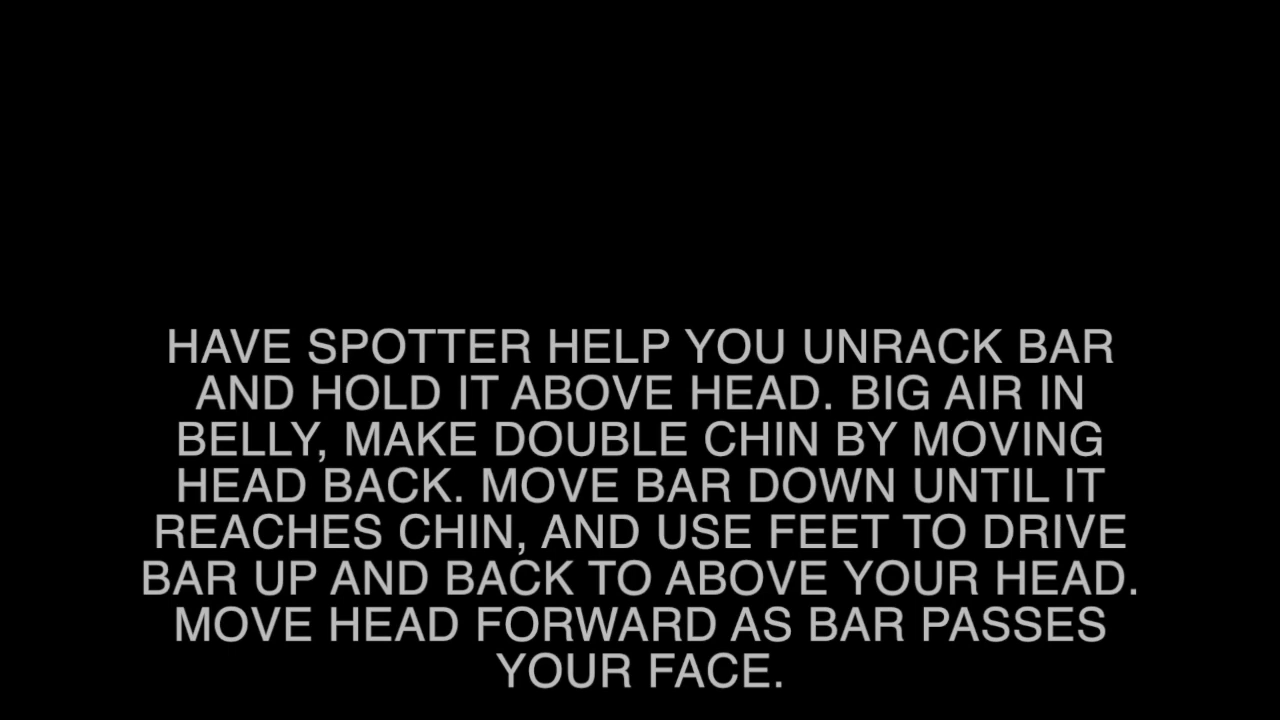 HAVE SPOTTER HELP YOU UNRACK BAR
AND HOLD IT ABOVE HEAD. BIG AIR IN
BELLY, MAKE DOUBLE CHIN BY MOVING
HEAD BACK. MOVE BAR DOWN UNTIL IT
REACHES CHIN, AND USE FEET TO DRIVE
BAR UP AND BACK TO ABOVE YOUR HEAD.
MOVE HEAD FORWARD AS BAR PASSES
YOUR FACE.